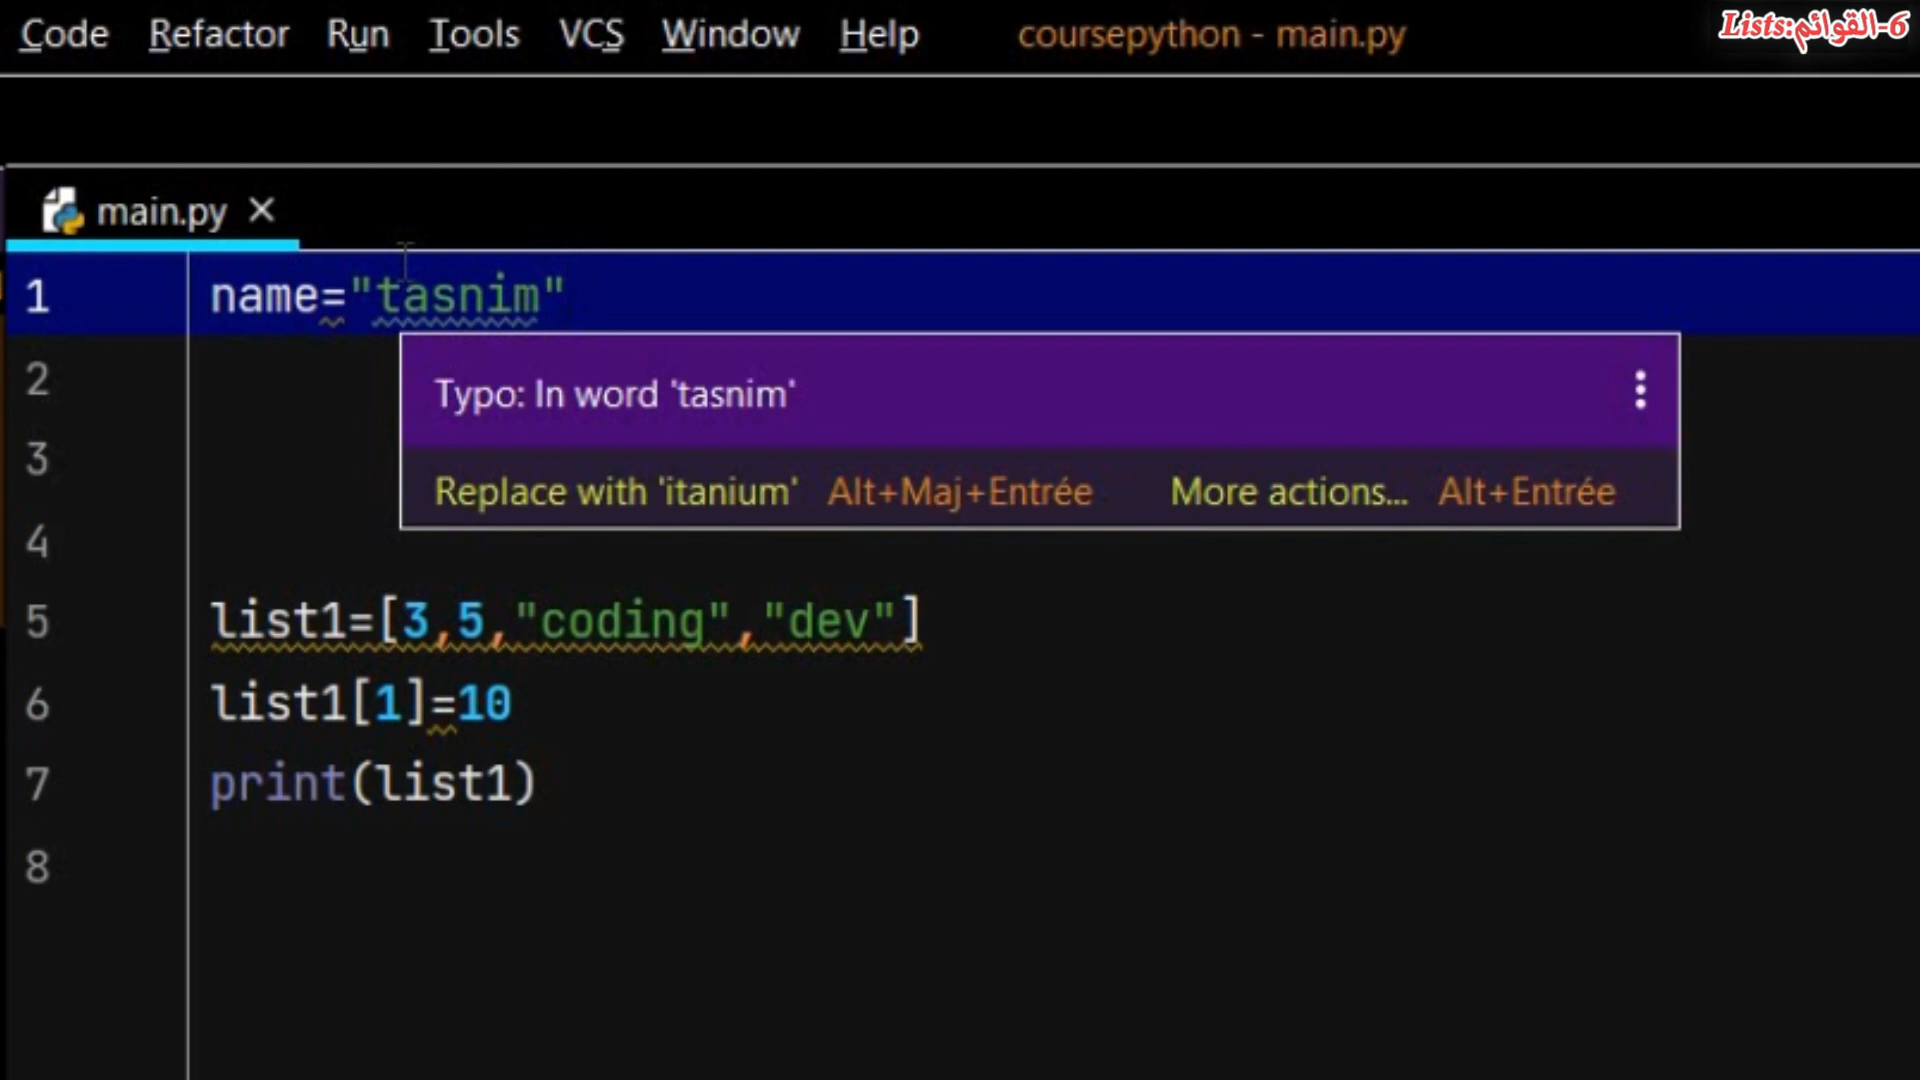 Code Refactor Run Tools VCS Window Help coursepython - main.py
6-القوائم:Lists
main.py
1 name="tasnim"
2
Typo: In word 'tasnim'
3
Replace with 'itanium' Alt+Maj+Entrée More actions... Alt+Entrée
4
5 list1=[3,5,"coding","dev"]
6 list1[1]=10
7 print(list1)
8